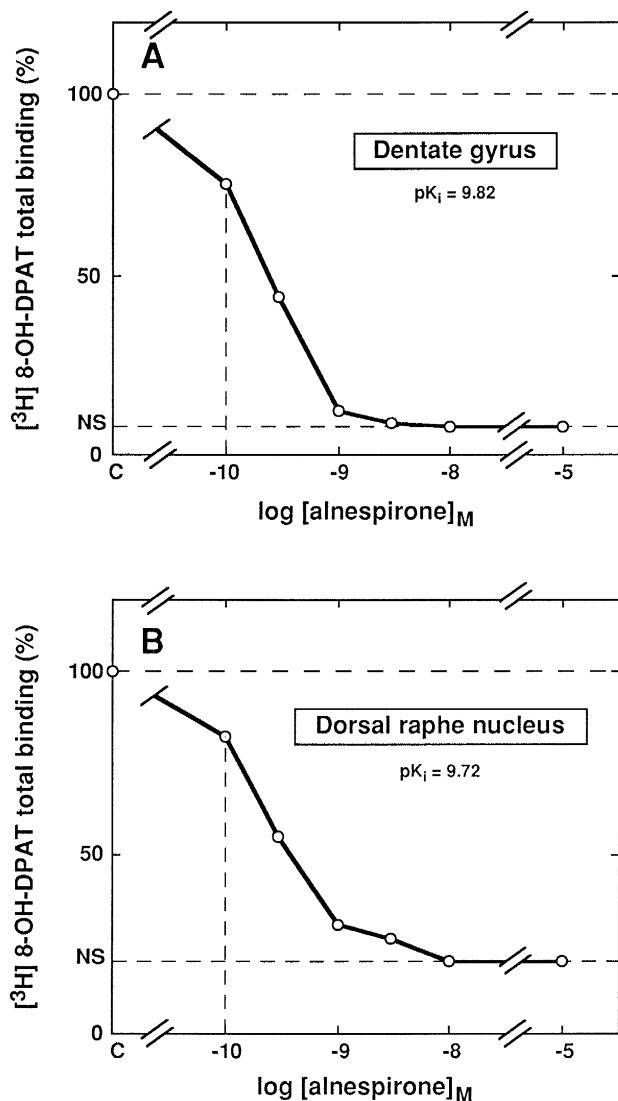 A
[³H] 8-OH-DPAT total binding (%)
100
50
NS
0
Dentate gyrus
pKᵢ = 9.82
C -10 -9 -8 -5
log [alnespirone]M
B
[³H] 8-OH-DPAT total binding (%)
100
50
NS
0
Dorsal raphe nucleus
pKᵢ = 9.72
C -10 -9 -8 -5
log [alnespirone]M